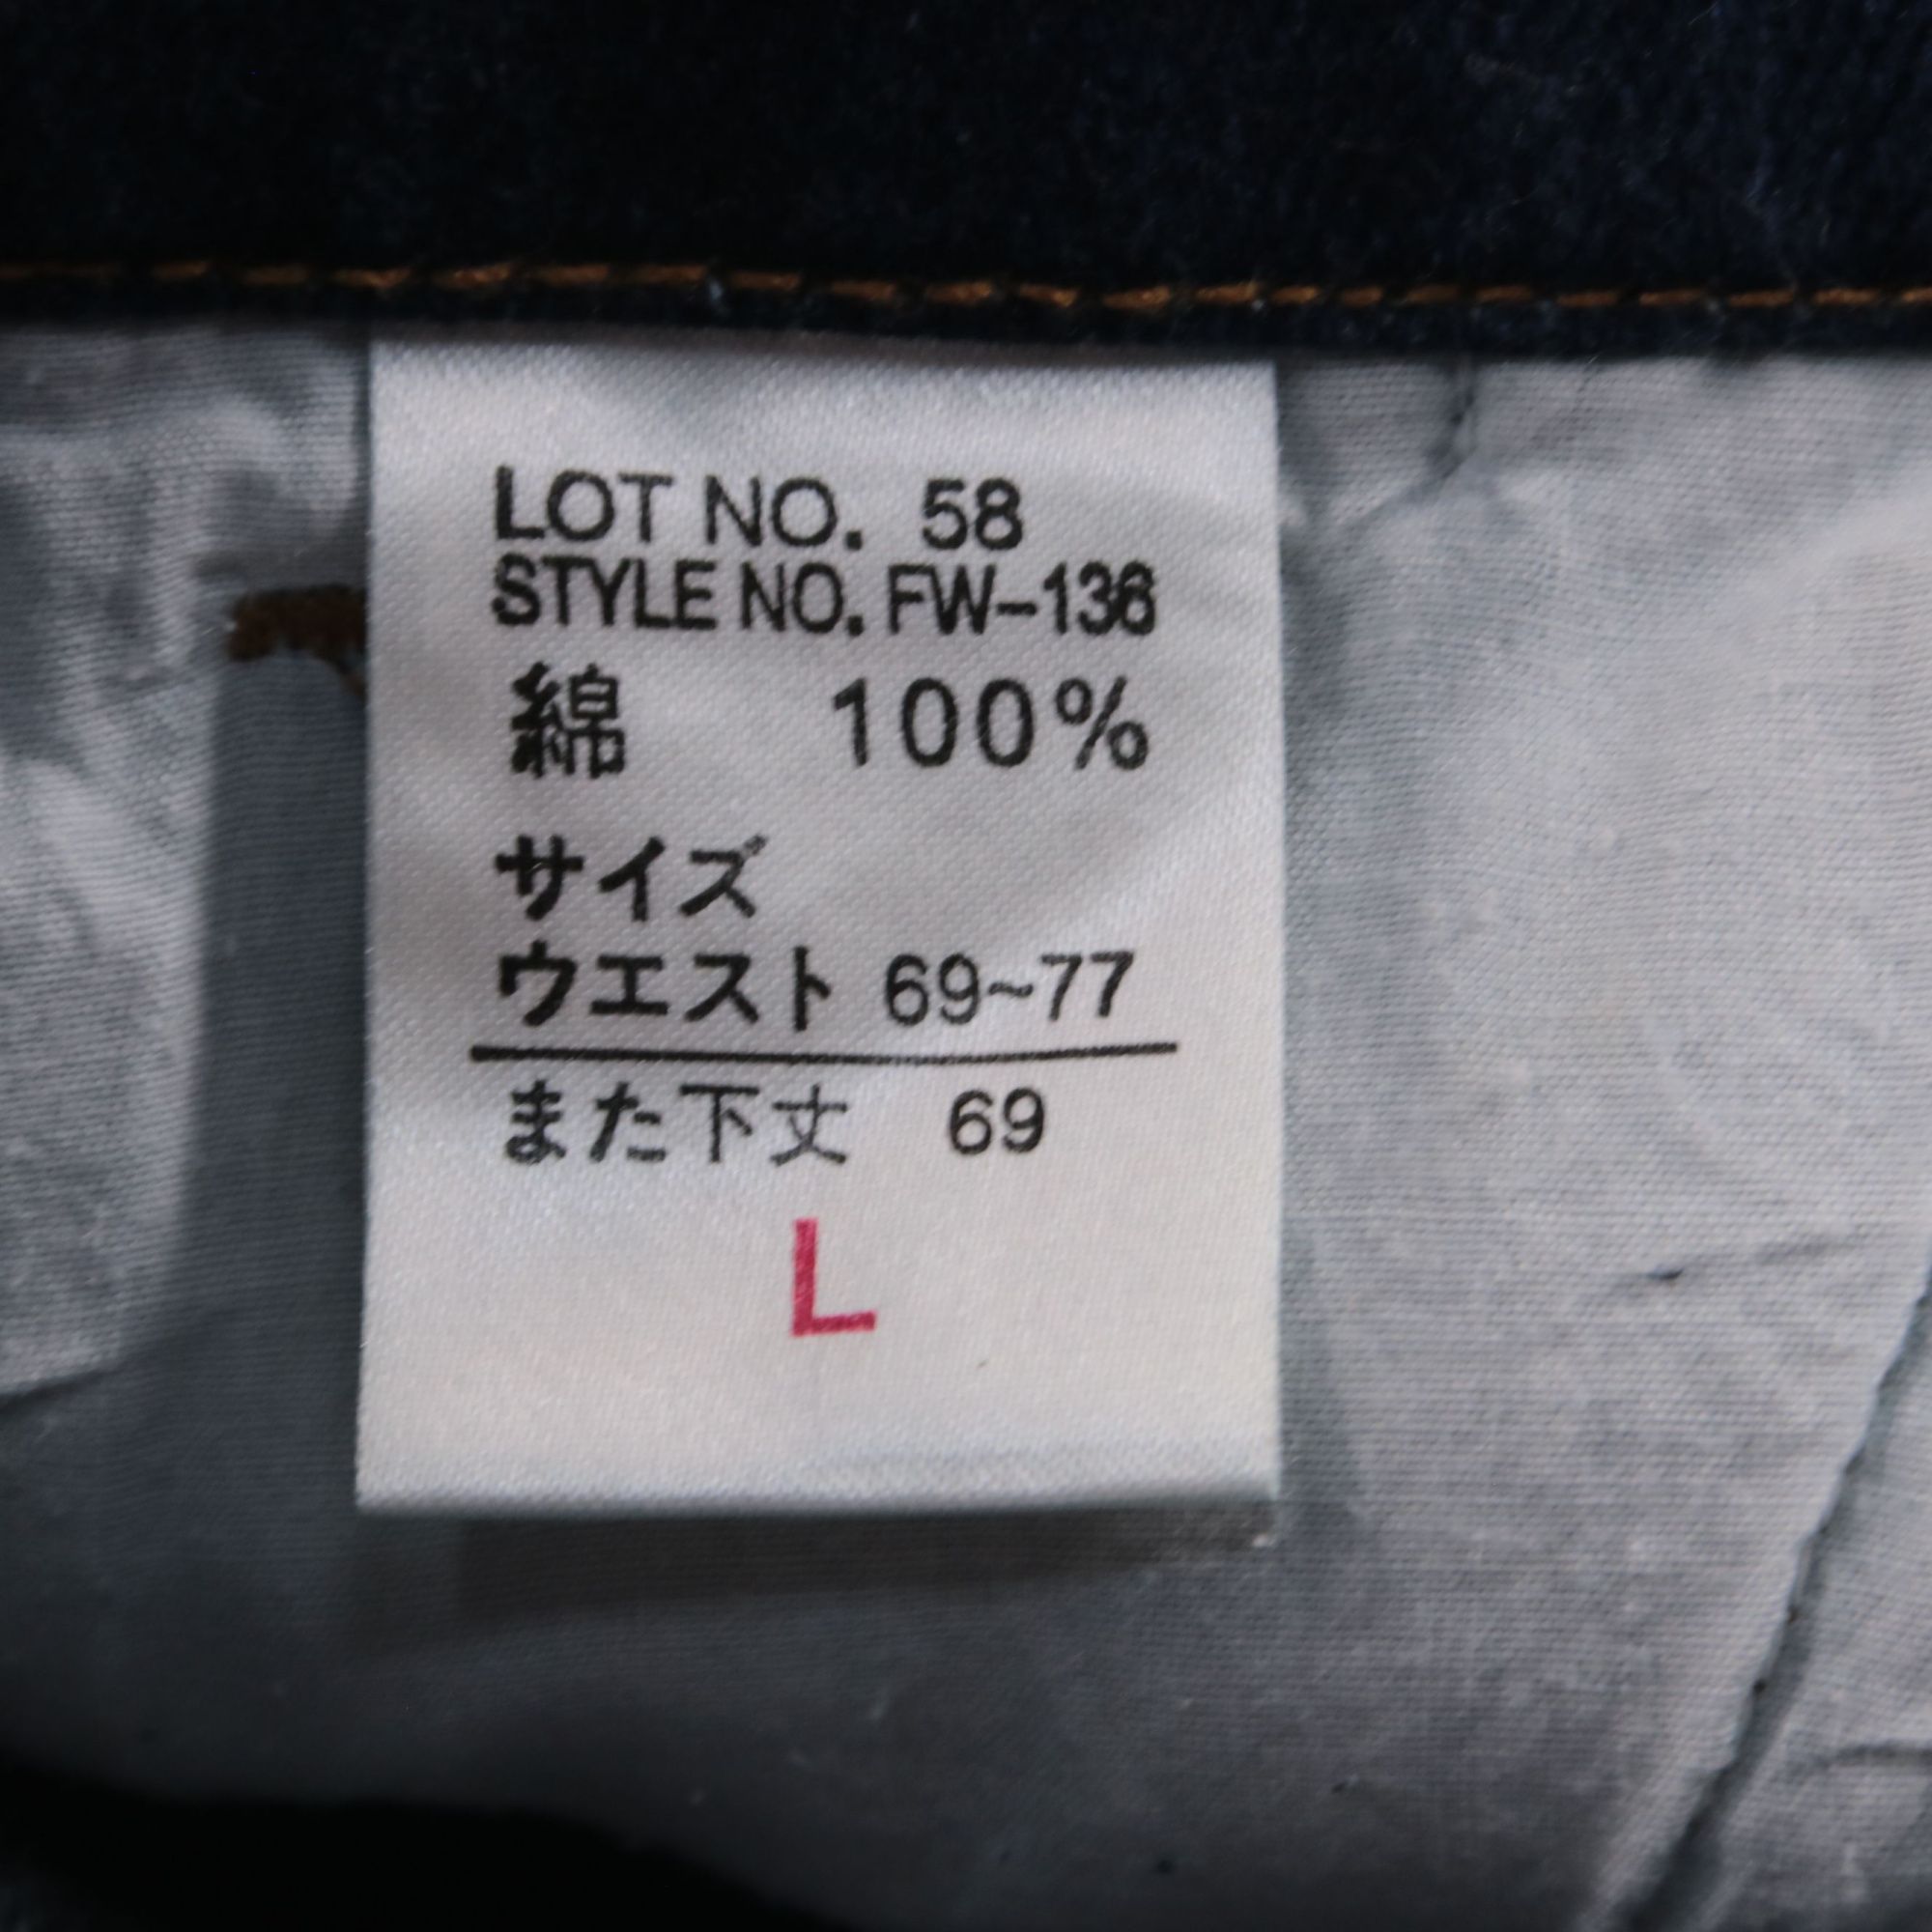 LOT NO. 58
STYLE NO. FW-136
綿 100%
サイズ
ウエスト 69~77
また下丈 69
L